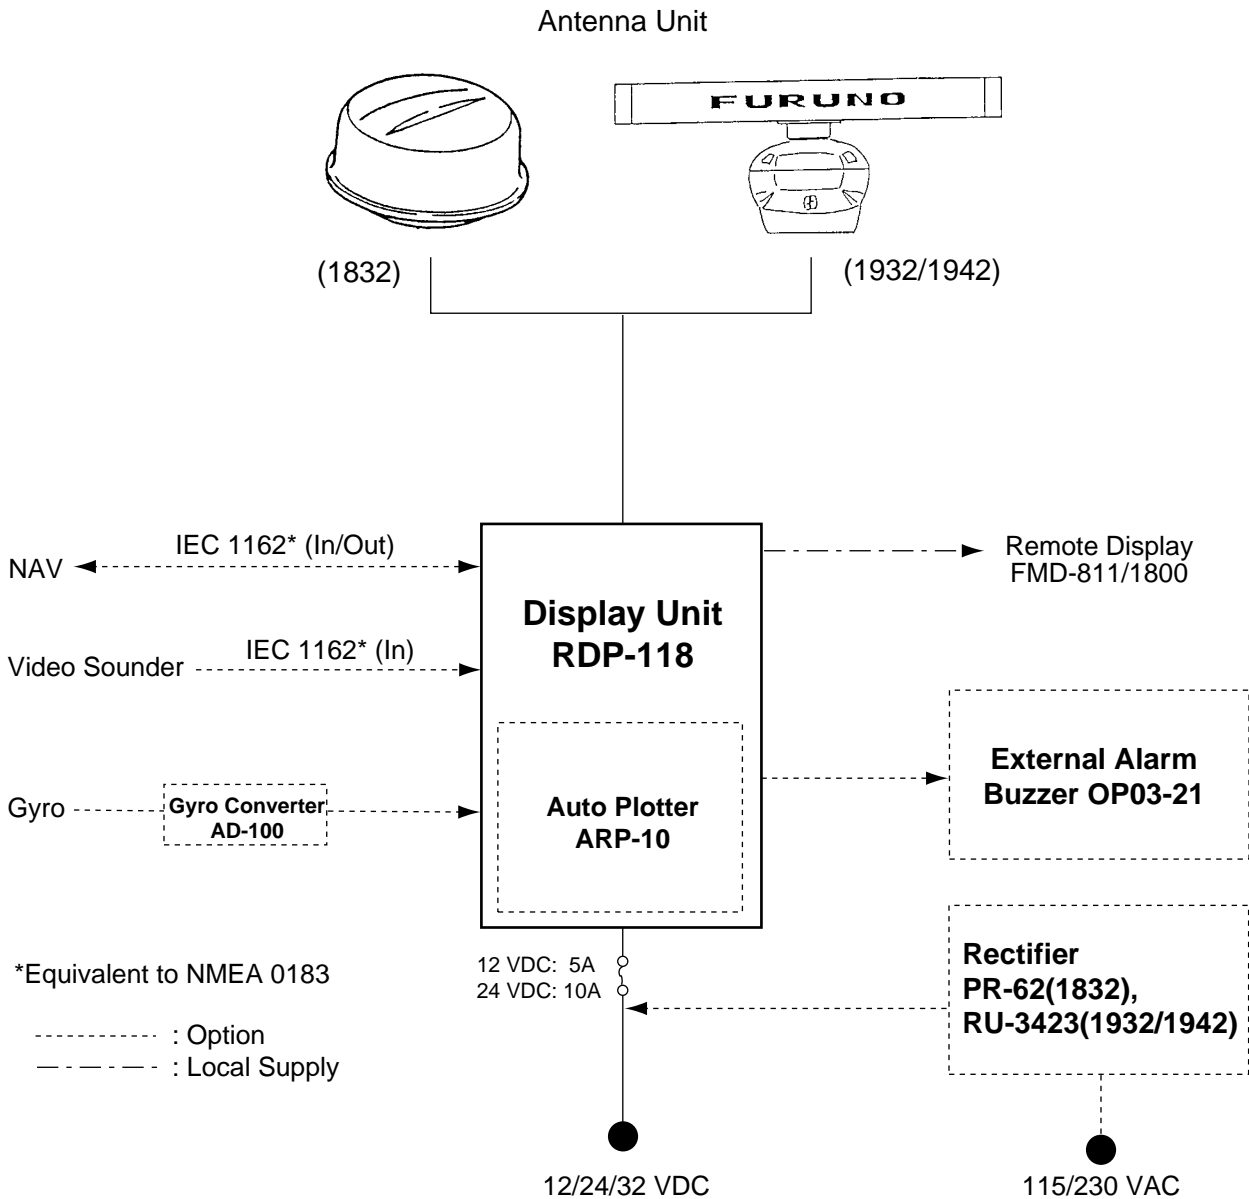 Antenna Unit
FURUNO
(1832)
(1932/1942)
IEC 1162* (In/Out)
NAV
Remote Display
FMD-811/1800
Display Unit
RDP-118
IEC 1162* (In)
Video Sounder
External Alarm
Buzzer OP03-21
Gyro
Gyro Converter
AD-100
Auto Plotter
ARP-10
*Equivalent to NMEA 0183
12 VDC: 5A
24 VDC: 10A
Rectifier
PR-62(1832),
RU-3423(1932/1942)
: Option
: Local Supply
12/24/32 VDC
115/230 VAC